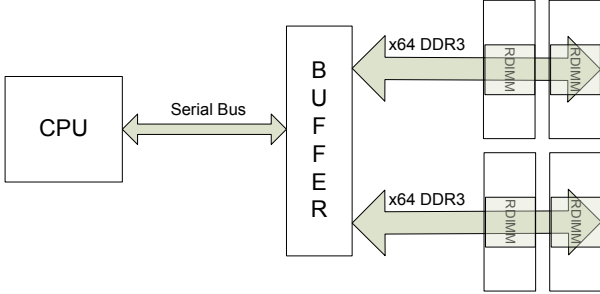 CPU
Serial Bus
B
U
F
F
E
R
x64 DDR3
RDIMM
RDIMM
x64 DDR3
RDIMM
RDIMM